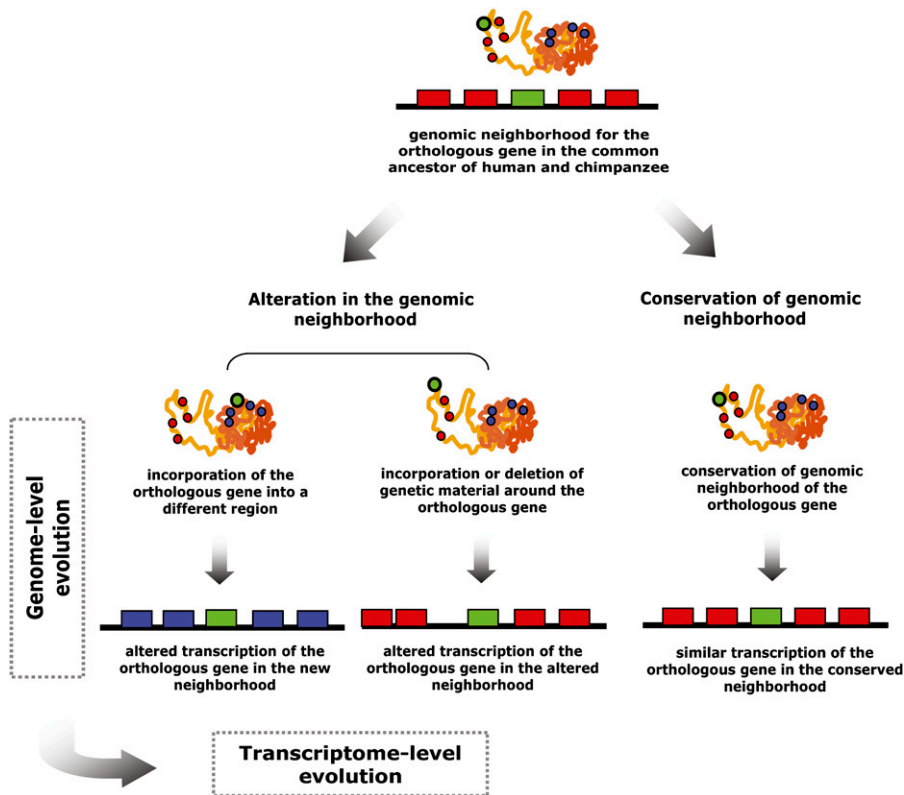 genomic neighborhood for the
orthologous gene in the common
ancestor of human and chimpanzee
Alteration in the genomic
neighborhood
Conservation of genomic
neighborhood
Genome-level
evolution
incorporation of the
orthologous gene into a
different region
incorporation or deletion of
genetic material around the
orthologous gene
conservation of genomic
neighborhood of the
orthologous gene
altered transcription of the
orthologous gene in the new
neighborhood
altered transcription of the
orthologous gene in the altered
neighborhood
similar transcription of the
orthologous gene in the conserved
neighborhood
Transcriptome-level
evolution